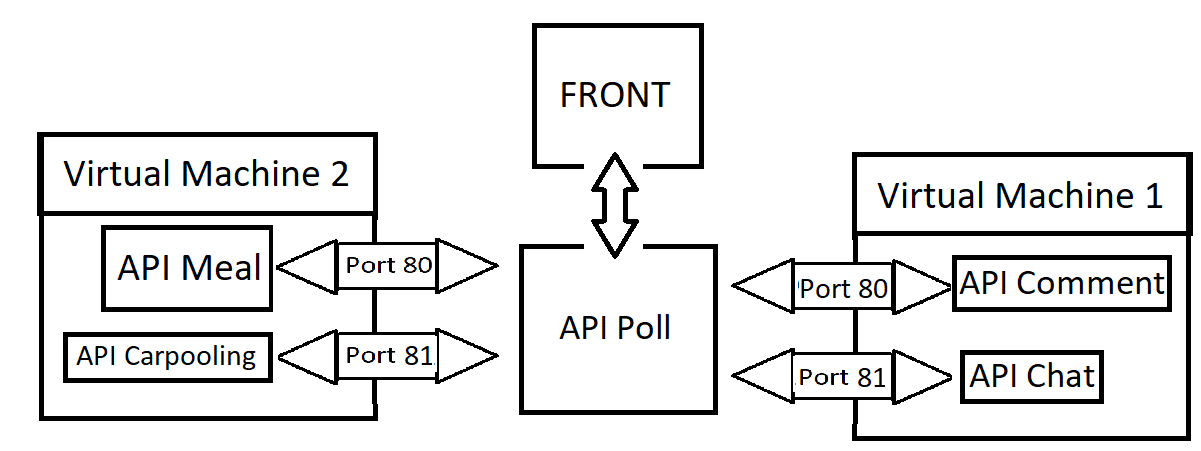 FRONT
Virtual Machine 2
API Meal
Port 80
API Carpooling
Port 81
API Poll
Virtual Machine 1
Port 80
API Comment
Port 81
API Chat